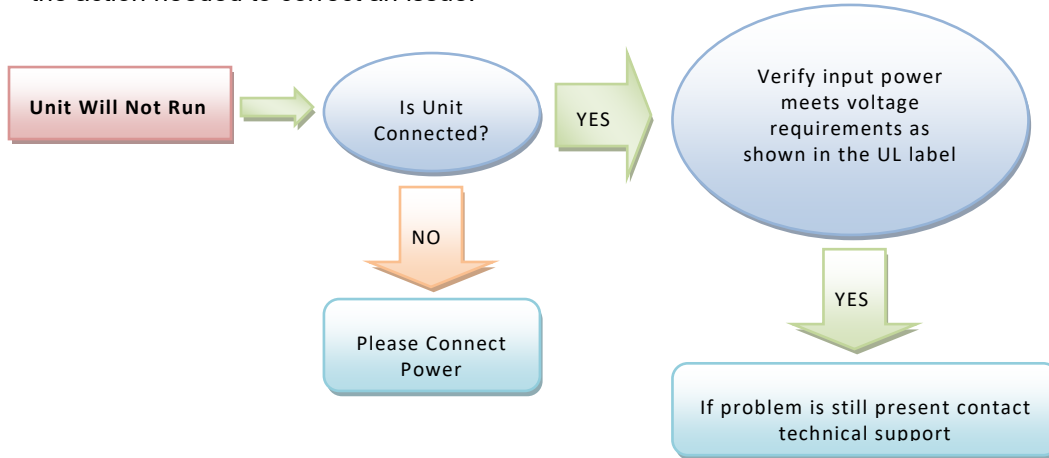 the action needed to correct an issue.
Unit Will Not Run
Is Unit
Connected?
YES
Verify input power
meets voltage
requirements as
shown in the UL label
NO
Please Connect
Power
YES
If problem is still present contact
technical support